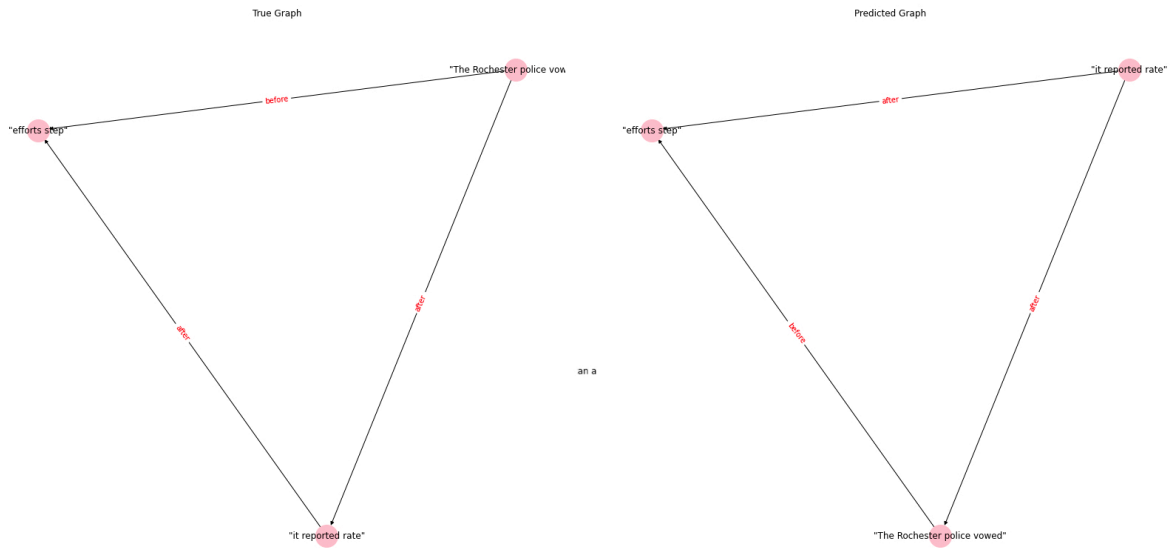 True Graph
"The Rochester police vow
before
"efforts step"
after
after
"it reported rate"
an a
Predicted Graph
"it reported rate"
after
"efforts step"
after
before
"The Rochester police vowed"